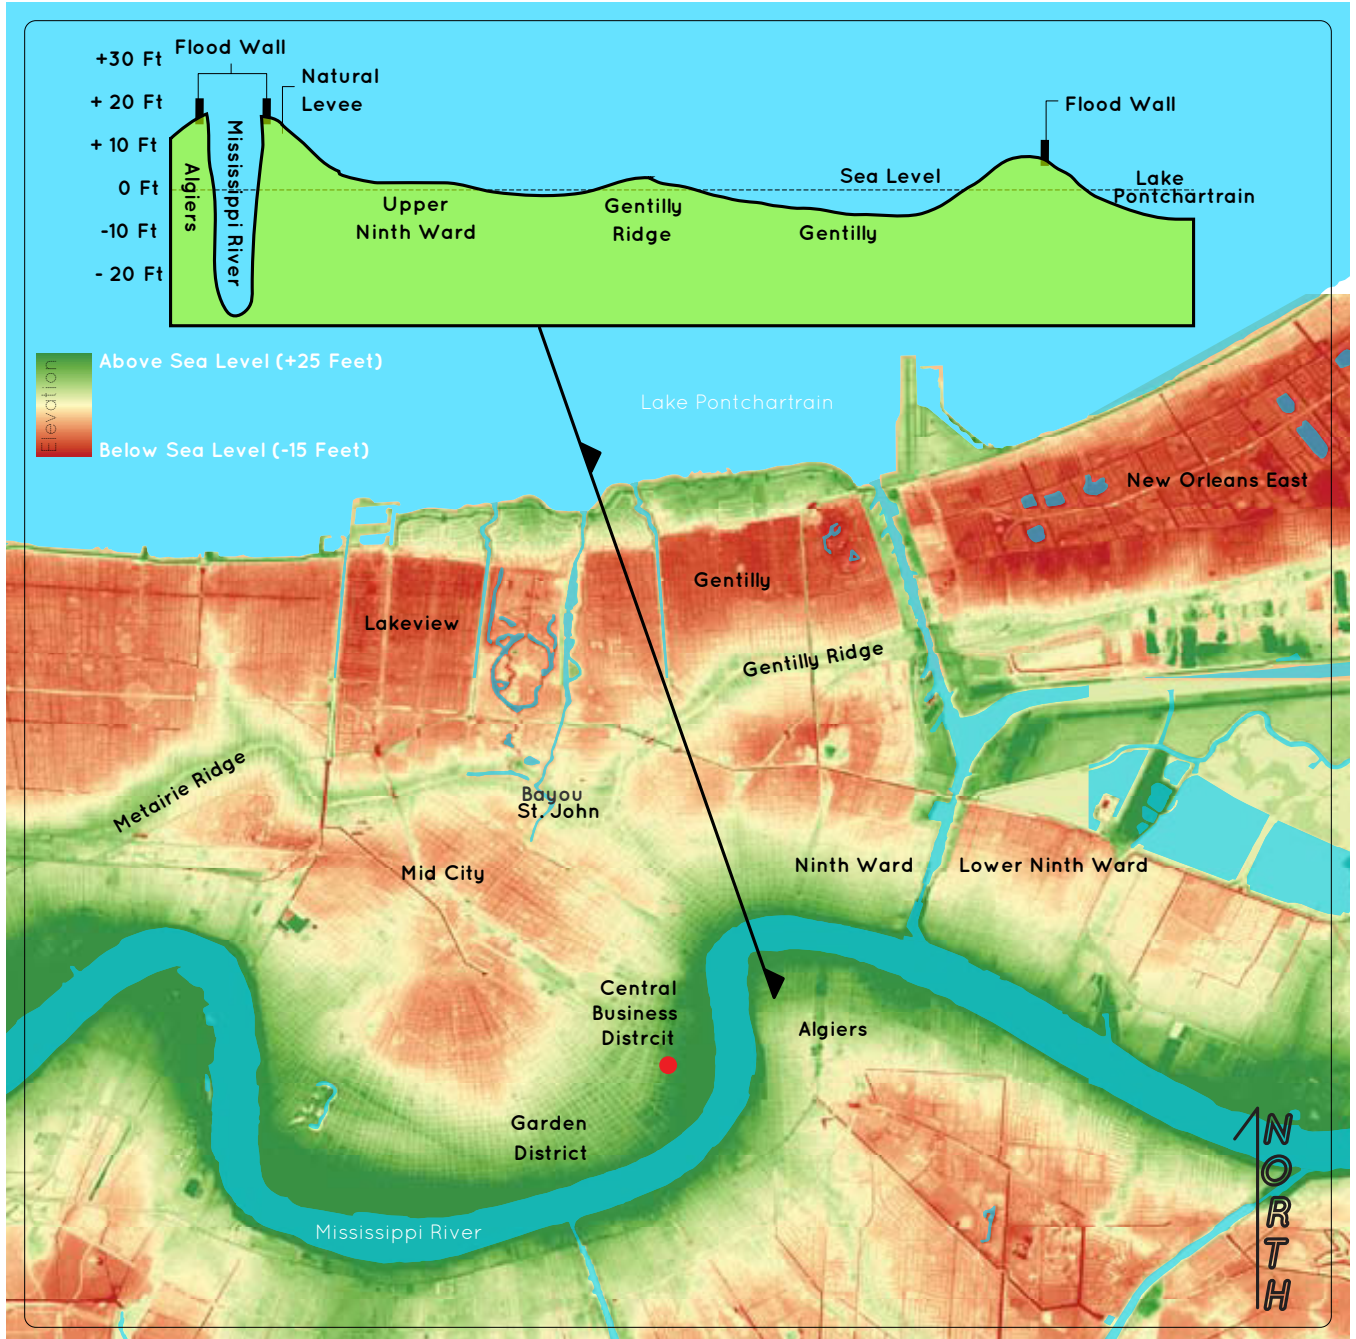 +30 Ft
Flood Wall
+ 20 Ft
Natural
Levee
Flood Wall
+ 10 Ft
Mississippi River
Algiers
0 Ft
Sea Level
Lake
Pontchartrain
Upper
Ninth Ward
Gentilly
Ridge
Gentilly
-10 Ft
- 20 Ft
Elevation
Above Sea Level (+25 Feet)
Below Sea Level (-15 Feet)
Lake Pontchartrain
New Orleans East
Gentilly
Lakeview
Gentilly Ridge
Metairie Ridge
Bayou
St. John
Mid City
Ninth Ward
Lower Ninth Ward
Central
Business
Distrcit
Algiers
Garden
District
Mississippi River
NORTH